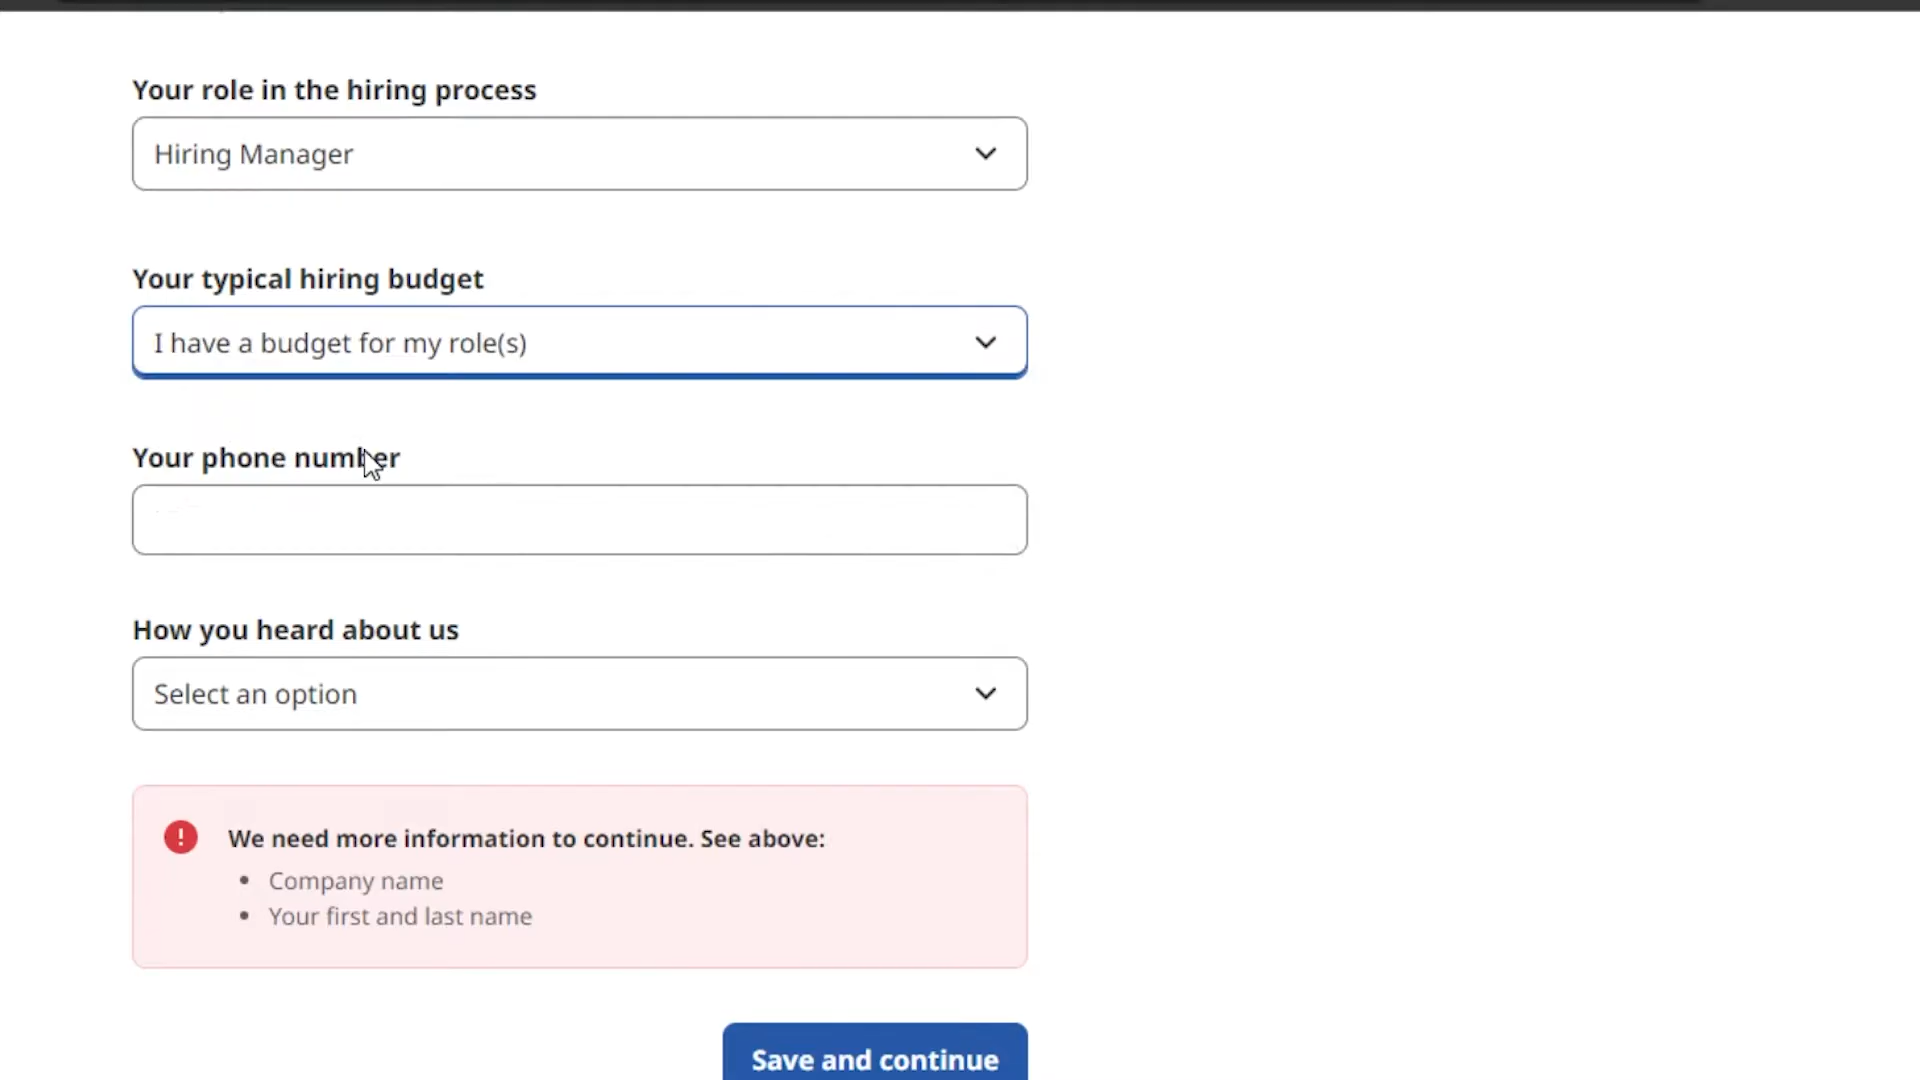 Your role in the hiring process
Hiring Manager
Your typical hiring budget
I have a budget for my role(s)
Your phone number
How you heard about us
Select an option
We need more information to continue. See above:
• Company name
• Your first and last name
Save and continue